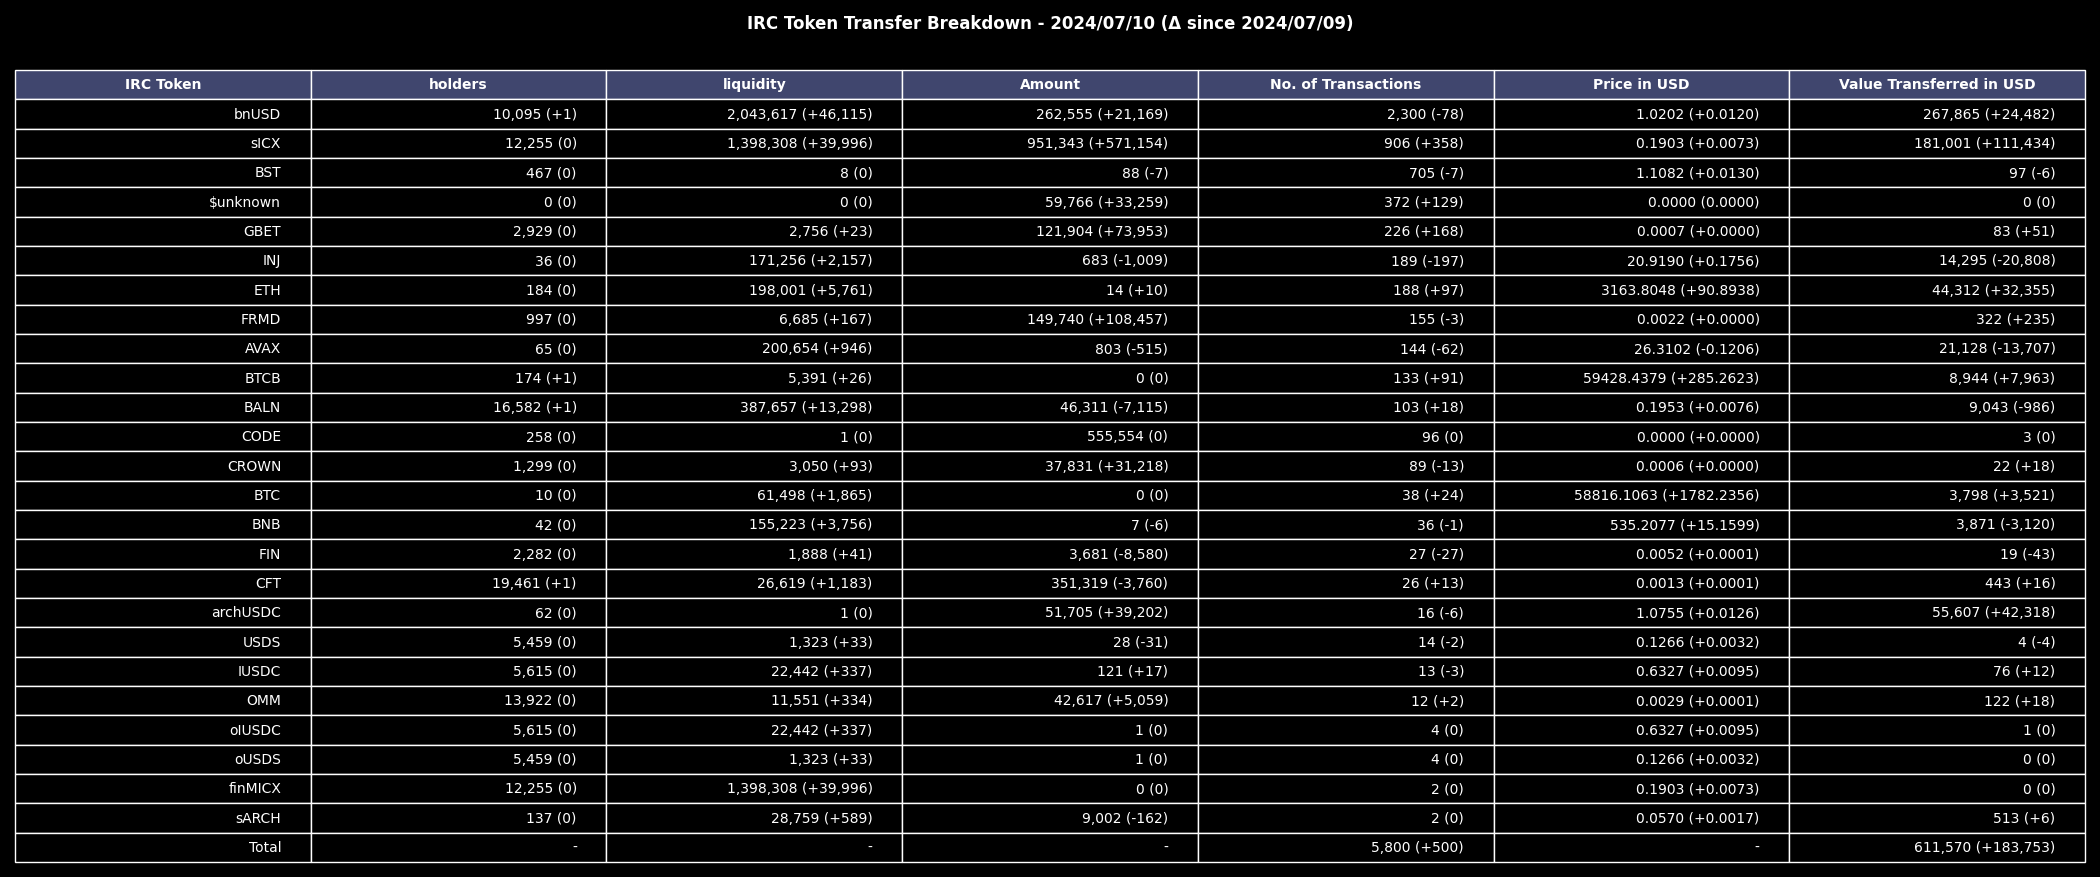 IRC Token Transfer Breakdown - 2024/07/10 (Δ since 2024/07/09)
IRC Token holders liquidity Amount No. of Transactions Price in USD Value Transferred in USD
bnUSD 10,095 (+1) 2,043,617 (+46,115) 262,555 (+21,169) 2,300 (-78) 1.0202 (+0.0120) 267,865 (+24,482)
sICX 12,255 (0) 1,398,308 (+39,996) 951,343 (+571,154) 906 (+358) 0.1903 (+0.0073) 181,001 (+111,434)
BST 467 (0) 8 (0) 88 (-7) 705 (-7) 1.1082 (+0.0130) 97 (-6)
$unknown 0 (0) 0 (0) 59,766 (+33,259) 372 (+129) 0.0000 (0.0000) 0 (0)
GBET 2,929 (0) 2,756 (+23) 121,904 (+73,953) 226 (+168) 0.0007 (+0.0000) 83 (+51)
INJ 36 (0) 171,256 (+2,157) 683 (-1,009) 189 (-197) 20.9190 (+0.1756) 14,295 (-20,808)
ETH 184 (0) 198,001 (+5,761) 14 (+10) 188 (+97) 3163.8048 (+90.8938) 44,312 (+32,355)
FRMD 997 (0) 6,685 (+167) 149,740 (+108,457) 155 (-3) 0.0022 (+0.0000) 322 (+235)
AVAX 65 (0) 200,654 (+946) 803 (-515) 144 (-62) 26.3102 (-0.1206) 21,128 (-13,707)
BTCB 174 (+1) 5,391 (+26) 0 (0) 133 (+91) 59428.4379 (+285.2623) 8,944 (+7,963)
BALN 16,582 (+1) 387,657 (+13,298) 46,311 (-7,115) 103 (+18) 0.1953 (+0.0076) 9,043 (-986)
CODE 258 (0) 1 (0) 555,554 (0) 96 (0) 0.0000 (+0.0000) 3 (0)
CROWN 1,299 (0) 3,050 (+93) 37,831 (+31,218) 89 (-13) 0.0006 (+0.0000) 22 (+18)
BTC 10 (0) 61,498 (+1,865) 0 (0) 38 (+24) 58816.1063 (+1782.2356) 3,798 (+3,521)
BNB 42 (0) 155,223 (+3,756) 7 (-6) 36 (-1) 535.2077 (+15.1599) 3,871 (-3,120)
FIN 2,282 (0) 1,888 (+41) 3,681 (-8,580) 27 (-27) 0.0052 (+0.0001) 19 (-43)
CFT 19,461 (+1) 26,619 (+1,183) 351,319 (-3,760) 26 (+13) 0.0013 (+0.0001) 443 (+16)
archUSDC 62 (0) 1 (0) 51,705 (+39,202) 16 (-6) 1.0755 (+0.0126) 55,607 (+42,318)
USDS 5,459 (0) 1,323 (+33) 28 (-31) 14 (-2) 0.1266 (+0.0032) 4 (-4)
IUSDC 5,615 (0) 22,442 (+337) 121 (+17) 13 (-3) 0.6327 (+0.0095) 76 (+12)
OMM 13,922 (0) 11,551 (+334) 42,617 (+5,059) 12 (+2) 0.0029 (+0.0001) 122 (+18)
oIUSDC 5,615 (0) 22,442 (+337) 1 (0) 4 (0) 0.6327 (+0.0095) 1 (0)
oUSDS 5,459 (0) 1,323 (+33) 1 (0) 4 (0) 0.1266 (+0.0032) 0 (0)
finMICX 12,255 (0) 1,398,308 (+39,996) 0 (0) 2 (0) 0.1903 (+0.0073) 0 (0)
sARCH 137 (0) 28,759 (+589) 9,002 (-162) 2 (0) 0.0570 (+0.0017) 513 (+6)
Total - - - 5,800 (+500) - 611,570 (+183,753)